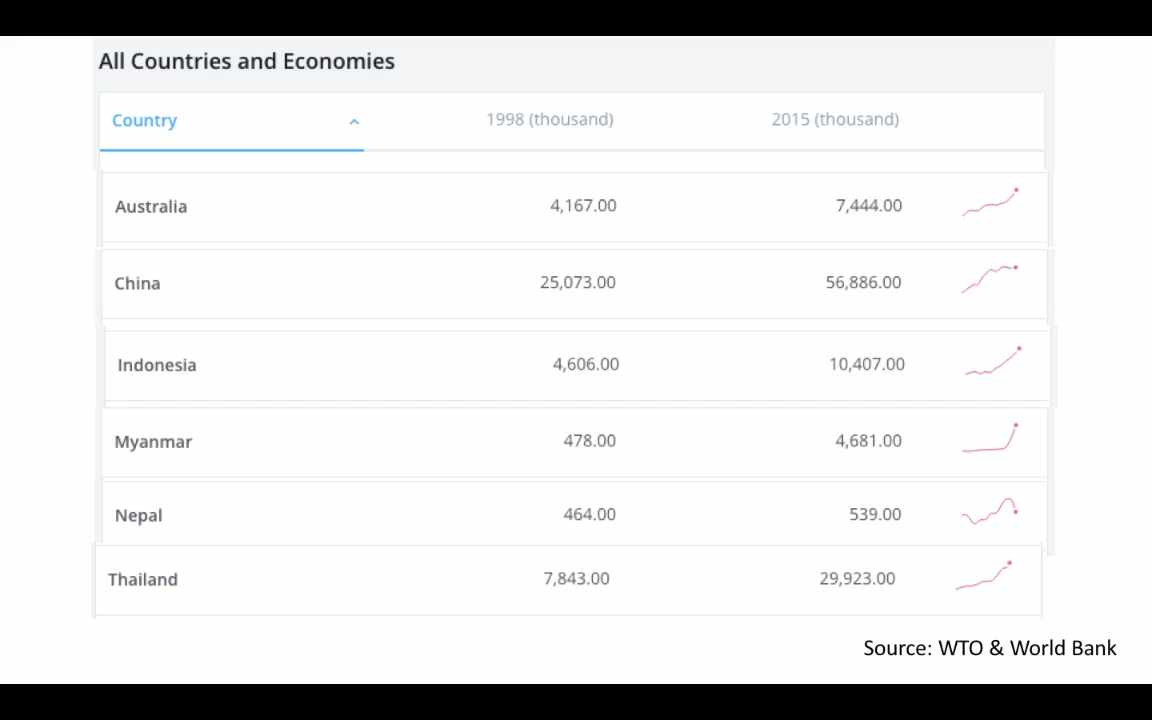 All Countries and Economies
Country 1998 (thousand) 2015 (thousand)
Australia 4,167.00 7,444.00
China 25,073.00 56,886.00
Indonesia 4,606.00 10,407.00
Myanmar 478.00 4,681.00
Nepal 464.00 539.00
Thailand 7,843.00 29,923.00
Source: WTO & World Bank